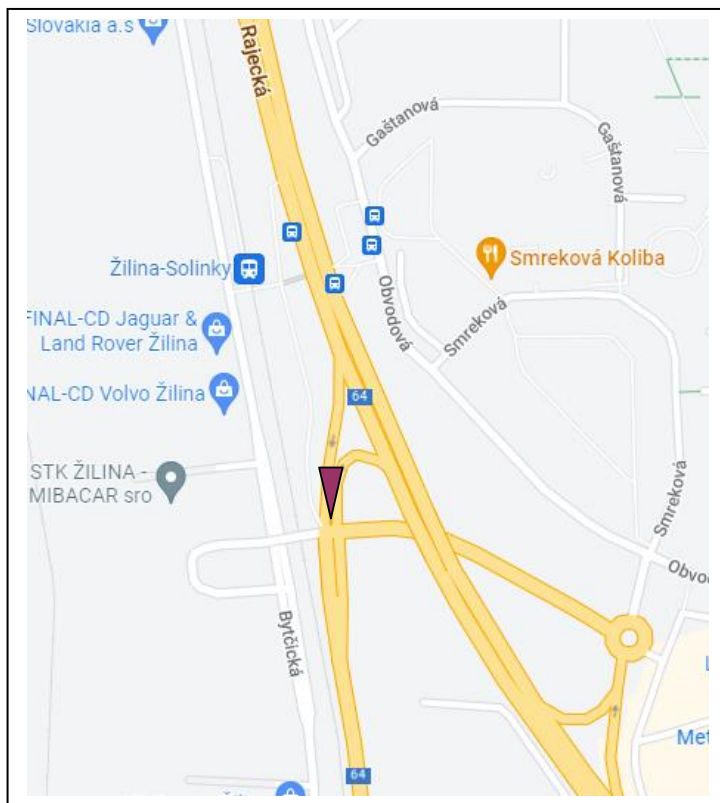 Slovakia a.s
Rajecká
Gaštanová
Gaštanová
Žilina-Solinky
Smreková Koliba
Obvodová
Smreková
FINAL-CD Jaguar &
Land Rover Žilina
NAL-CD Volvo Žilina
64
STK ŽILINA -
MIBACAR sro
Smreková
Obvo
Bytčická
L
Met
64